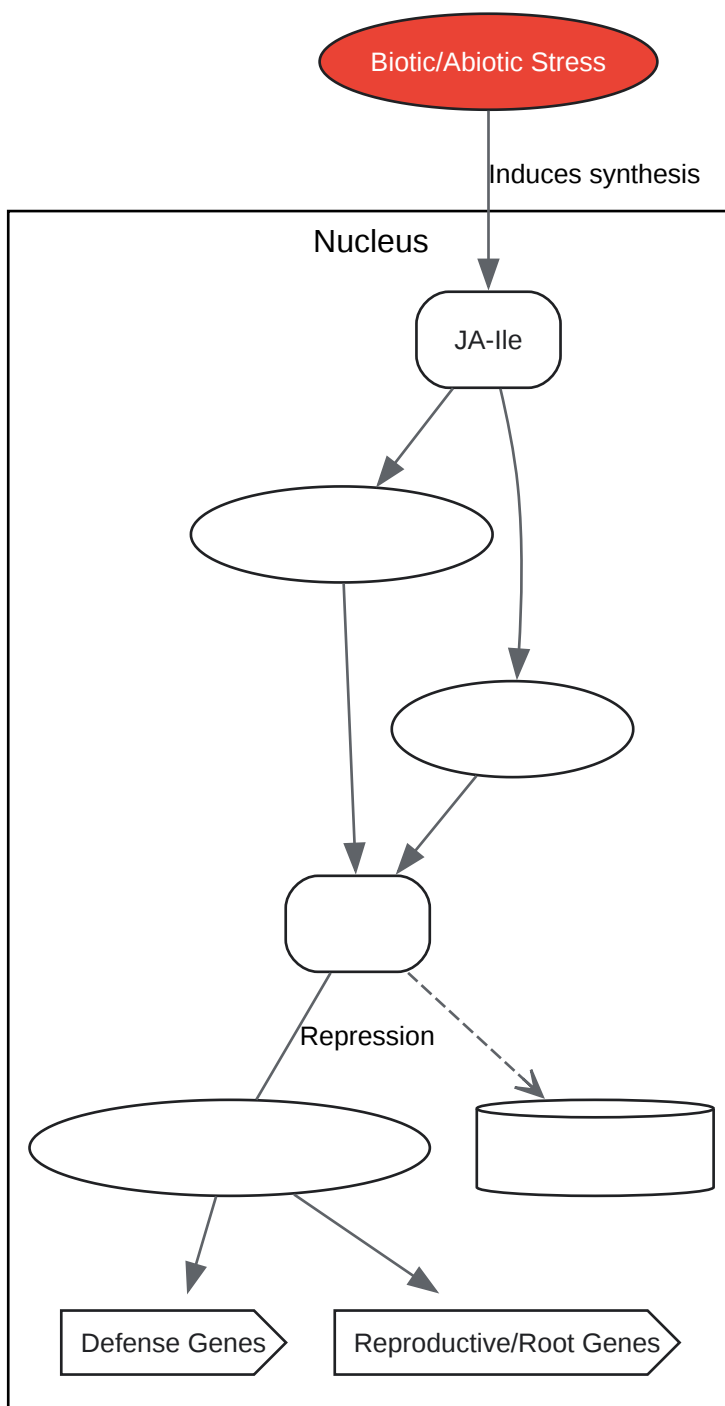 Biotic/Abiotic Stress
Induces synthesis
Nucleus
JA-Ile
Repression
Defense Genes
Reproductive/Root Genes